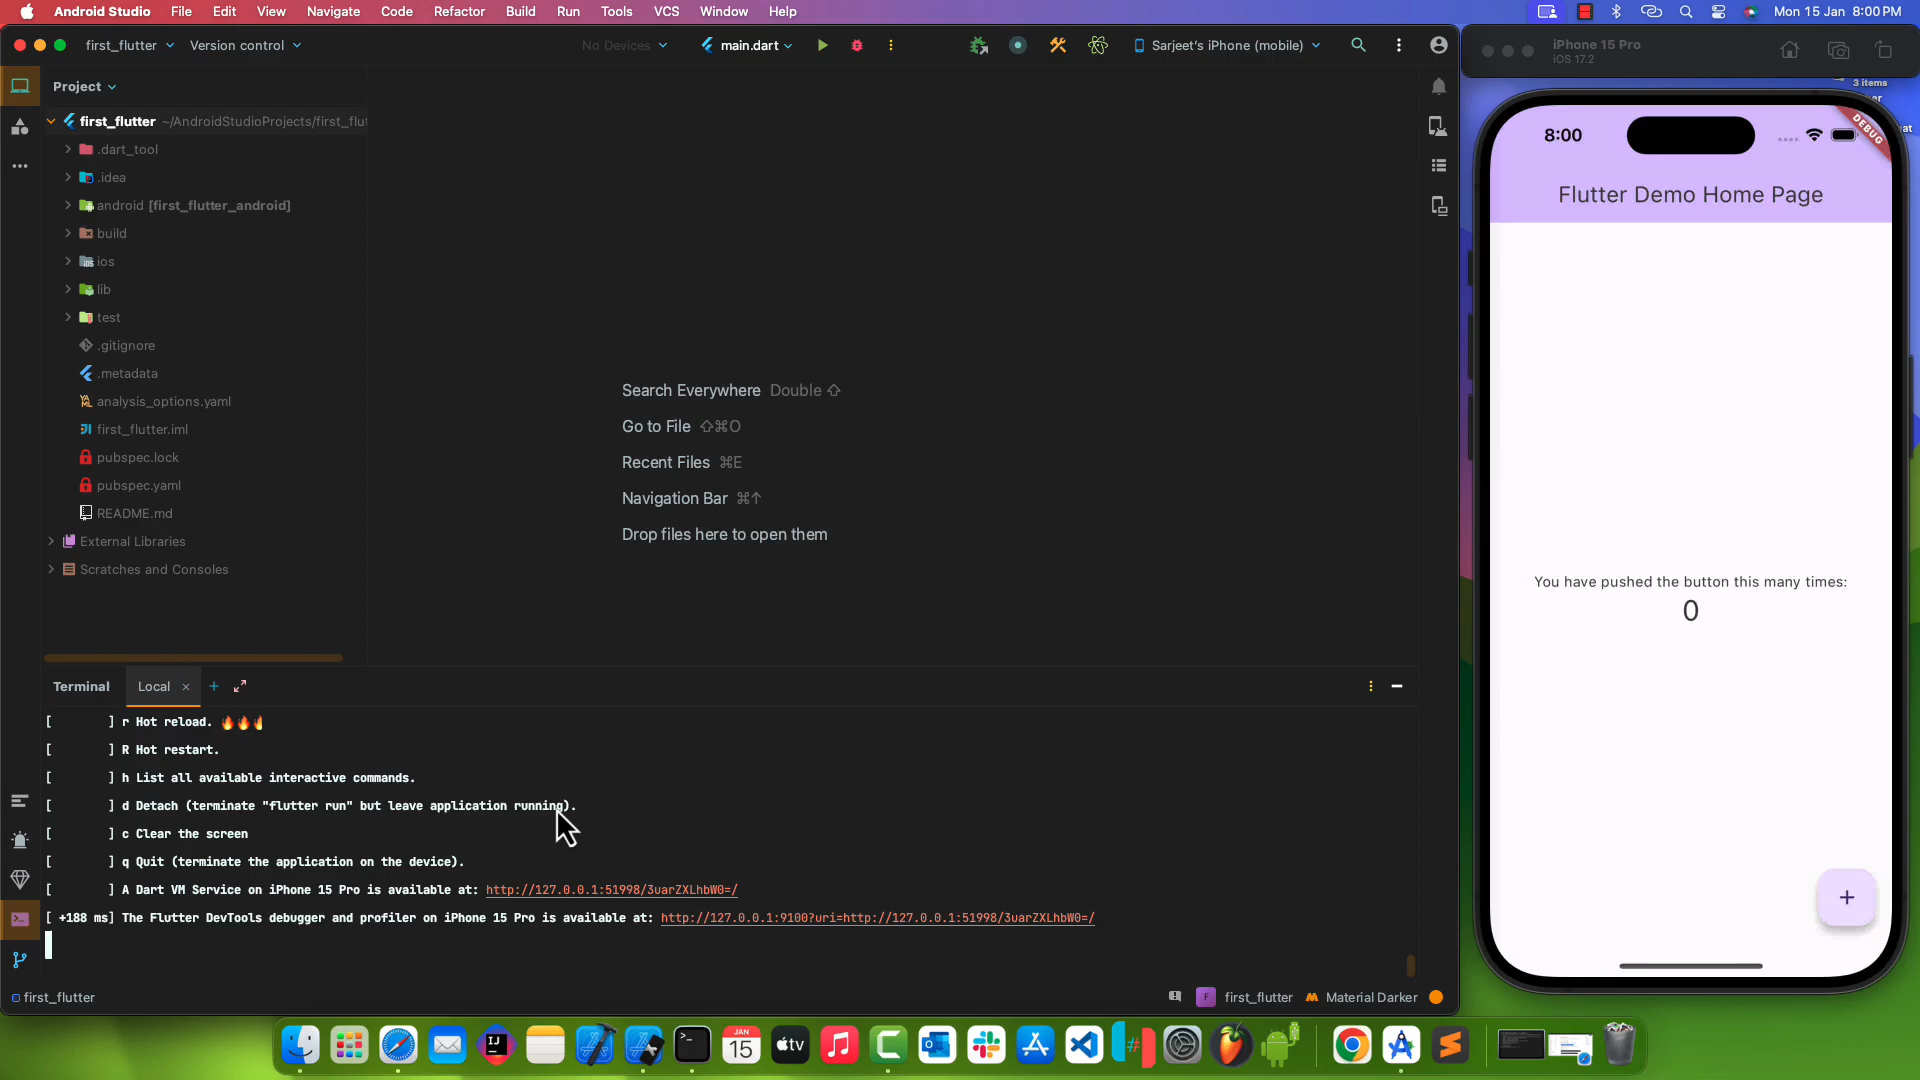 Android Studio File Edit View Navigate Code Refactor Build Run Tools VCS Window Help Mon 15 Jan 8:00 PM
first_flutter Version control No Devices main.dart Sarjeet's iPhone (mobile)
Project
first_flutter ~/AndroidStudioProjects/first_flut
.dart_tool
.idea
android [first_flutter_android]
build
ios
lib
test
.gitignore
.metadata
analysis_options.yaml
first_flutter.iml
pubspec.lock
pubspec.yaml
README.md
External Libraries
Scratches and Consoles
Search Everywhere Double ⇧
Go to File ⇧⌘O
Recent Files ⌘E
Navigation Bar ⌘↑
Drop files here to open them
Terminal Local
[        ] r Hot reload. 🔥🔥🔥
[        ] R Hot restart.
[        ] h List all available interactive commands.
[        ] d Detach (terminate "flutter run" but leave application running).
[        ] c Clear the screen
[        ] q Quit (terminate the application on the device).
[        ] A Dart VM Service on iPhone 15 Pro is available at: http://127.0.0.1:51998/3uarZXLhbW0=/
[ +188 ms] The Flutter DevTools debugger and profiler on iPhone 15 Pro is available at: http://127.0.0.1:9100?uri=http://127.0.0.1:51998/3uarZXLhbW0=/
first_flutter
F first_flutter Material Darker
iPhone 15 Pro
iOS 17.2
3 items
8:00
DEBUG
Flutter Demo Home Page
You have pushed the button this many times:
0
+
JAN
15
tv